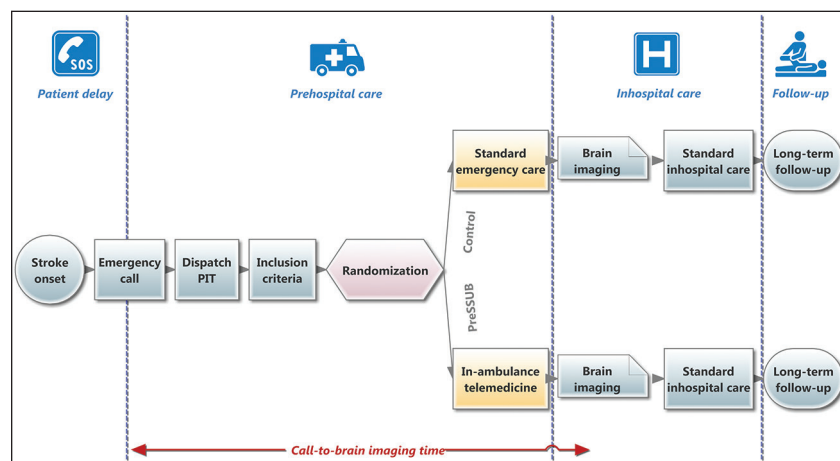 SOS
Patient delay
Prehospital care
Inhospital care
Follow-up
Standard
emergency care
Brain
imaging
Standard
inhospital care
Long-term
follow-up
Control
Stroke
onset
Emergency
call
Dispatch
PIT
Inclusion
criteria
Randomization
PreSSUB
In-ambulance
telemedicine
Brain
imaging
Standard
inhospital care
Long-term
follow-up
Call-to-brain imaging time